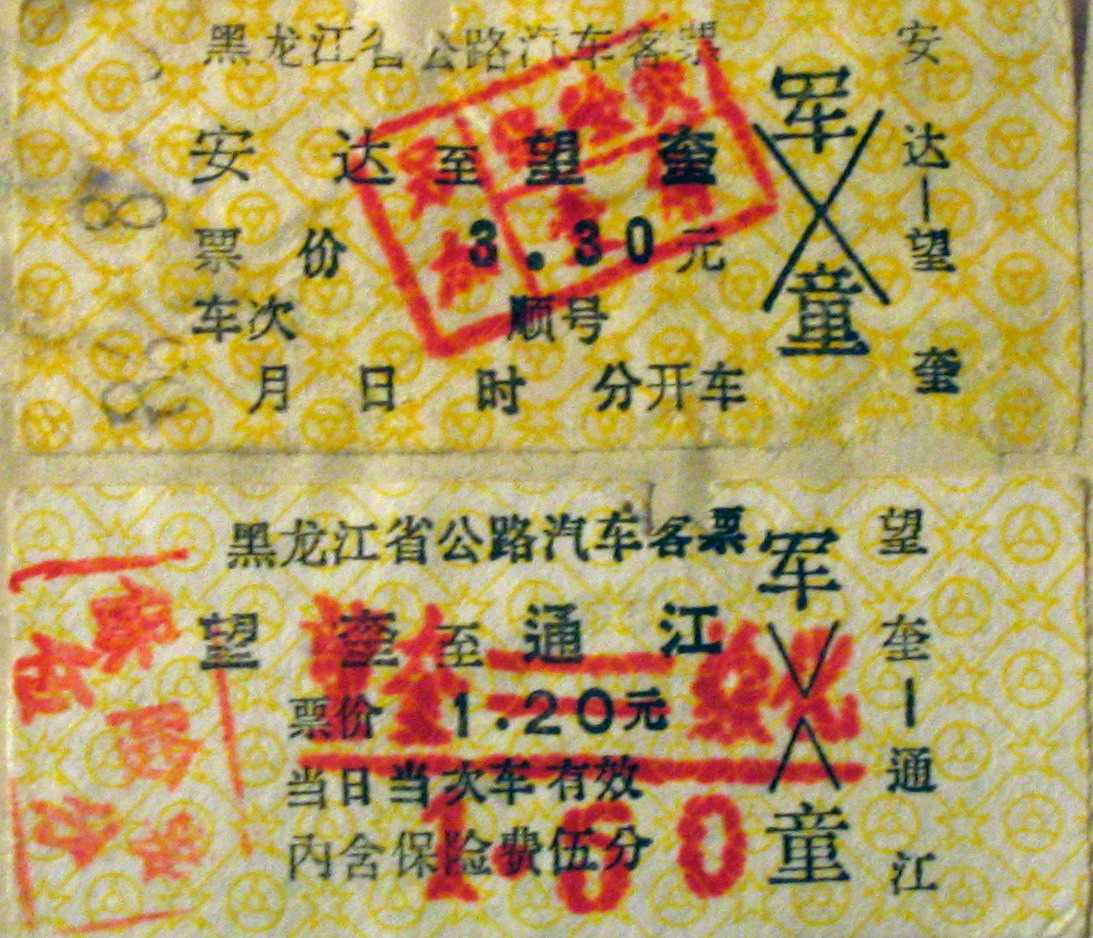 黑龙江省公路汽车客票
安达至望奎
票价 3.30元
车次 顺号
月 日 时 分开车
军
童
安达—望奎
黑龙江省公路汽车客票
望奎至通江
票价 1.20元
当日当次车有效
内含保险费伍分
1.60
军
童
望奎—通江